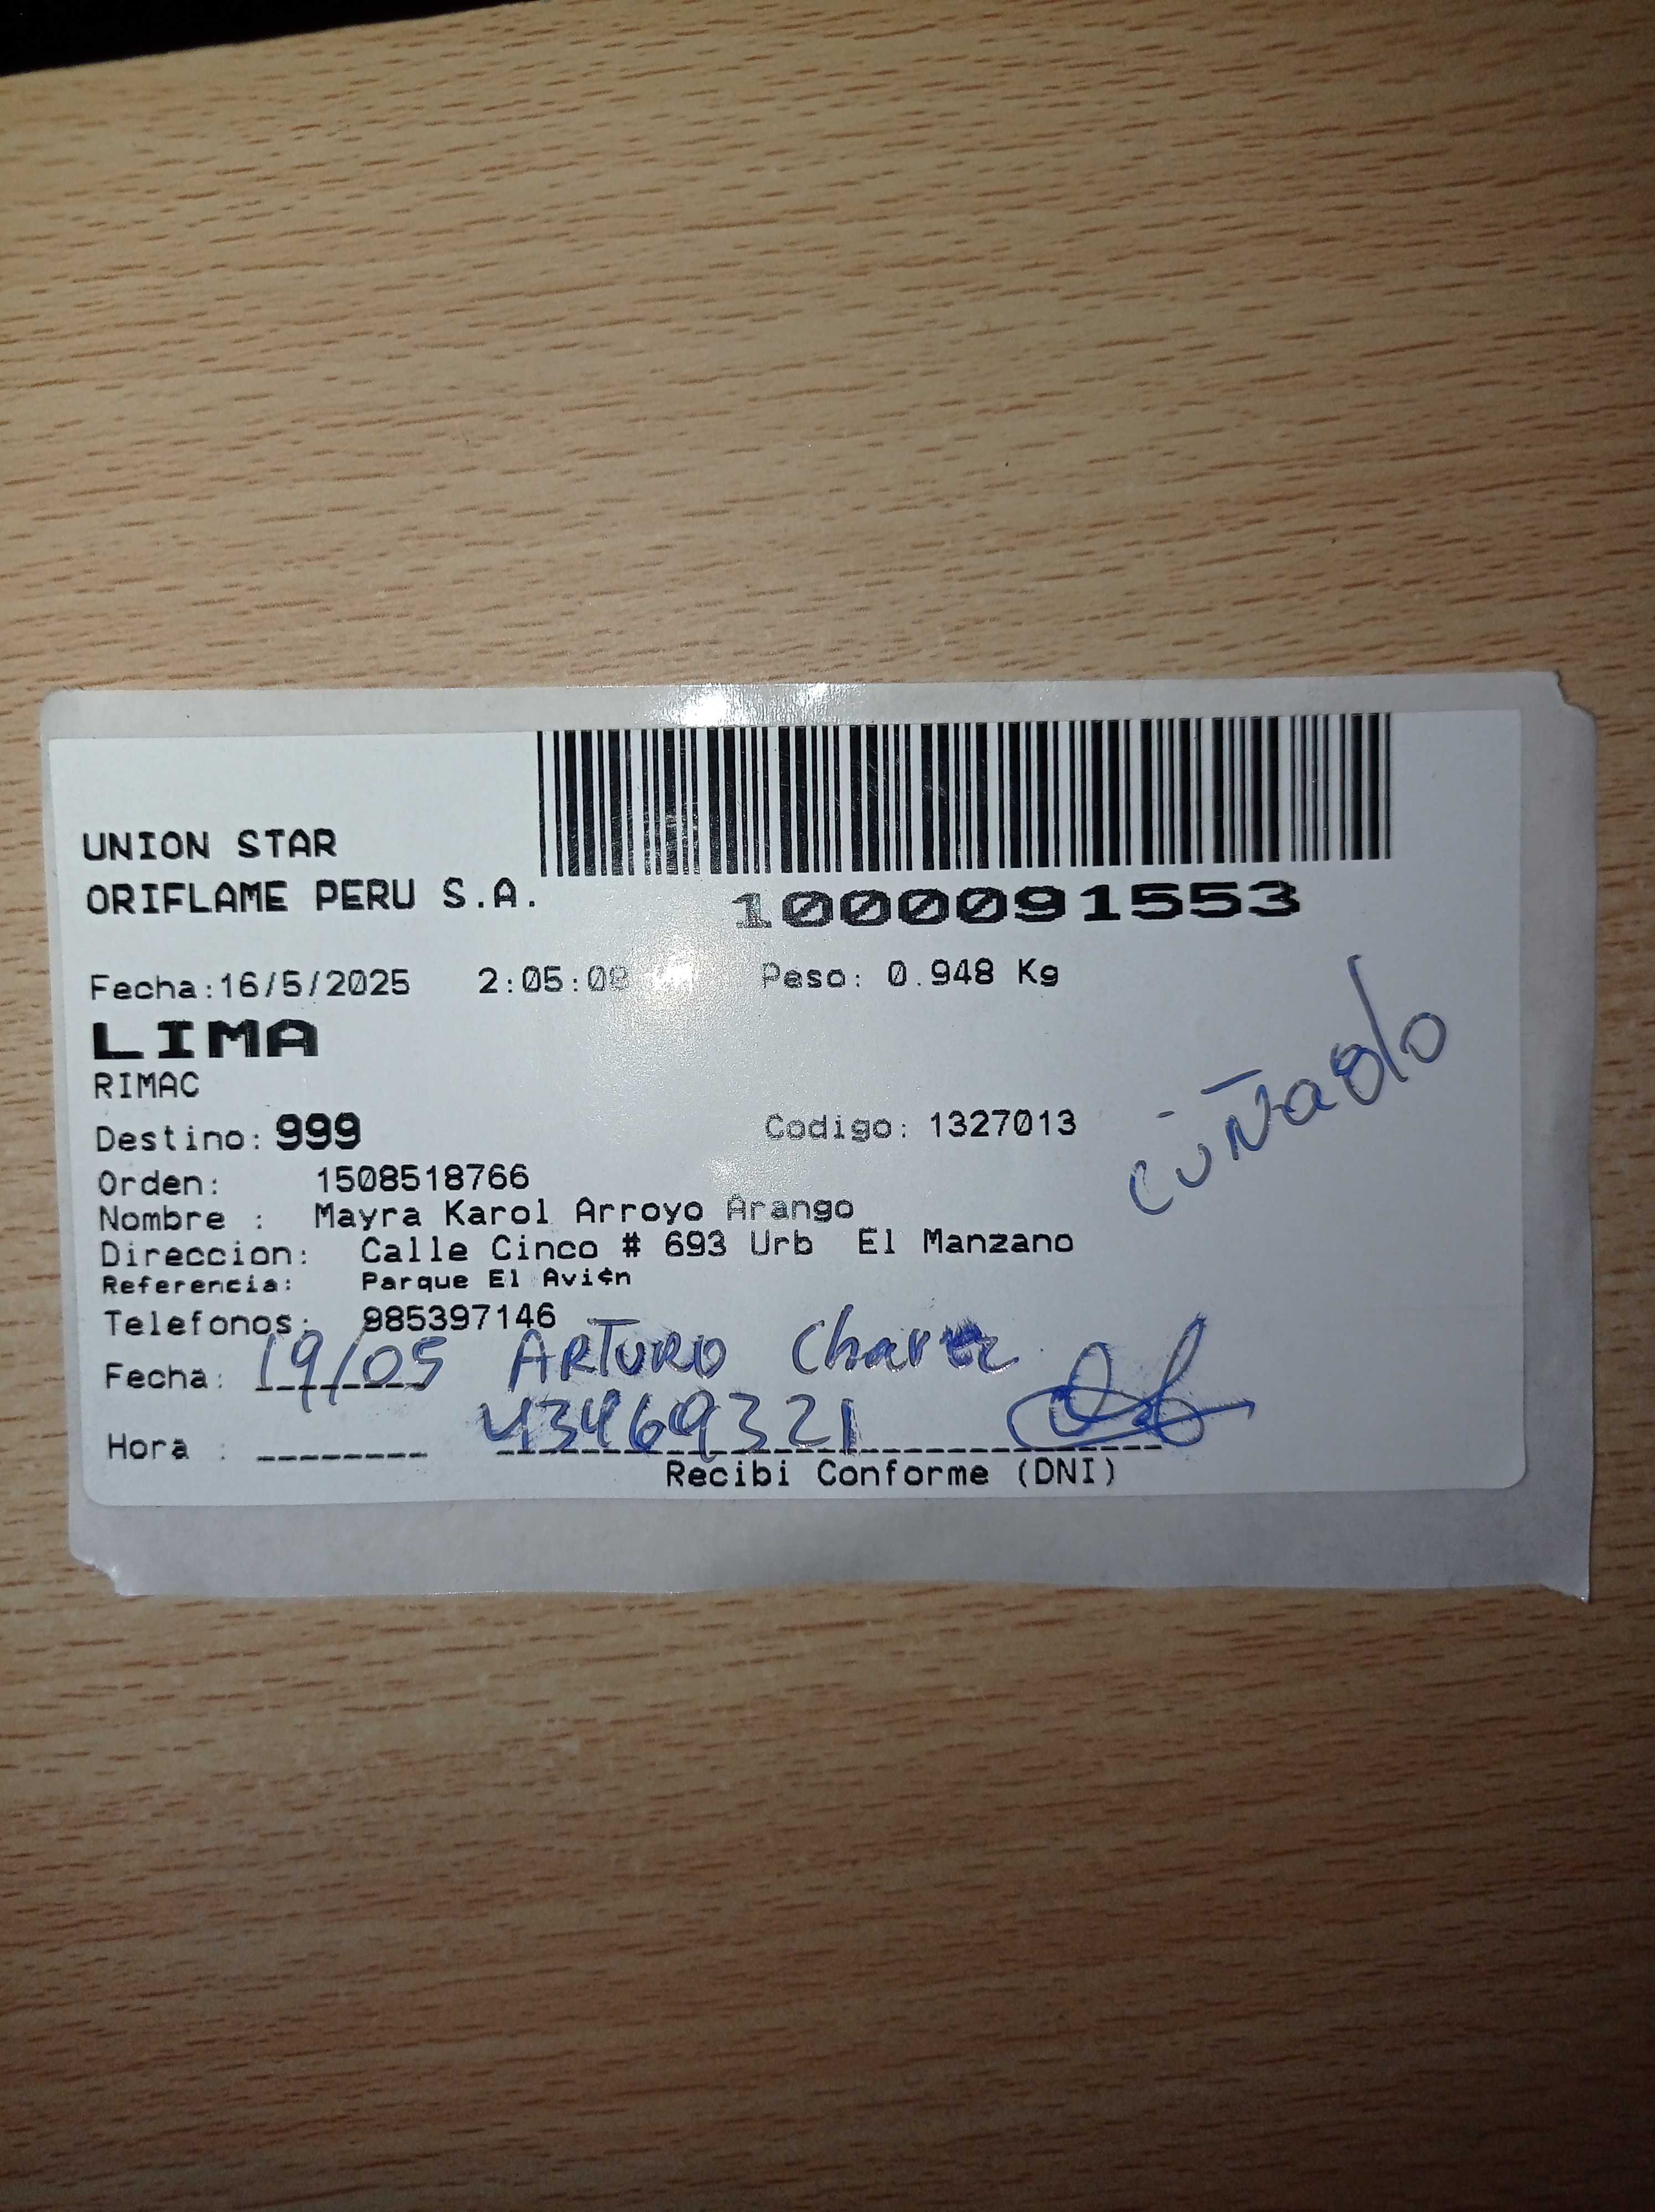 UNION STAR
ORIFLAME PERU S.A.
1000091553
Fecha:16/5/2025 2:05:08 Peso: 0.948 Kg
LIMA
RIMAC
Destino: 999 Codigo: 1327013
cuÑado
Orden: 1508518766
Nombre : Mayra Karol Arroyo Arango
Direccion: Calle Cinco # 693 Urb El Manzano
Referencia: Parque El Avi¢n
Telefonos: 985397146
Fecha: 19/05 ARTURO Chavez
Hora : 43469321
Recibi Conforme (DNI)